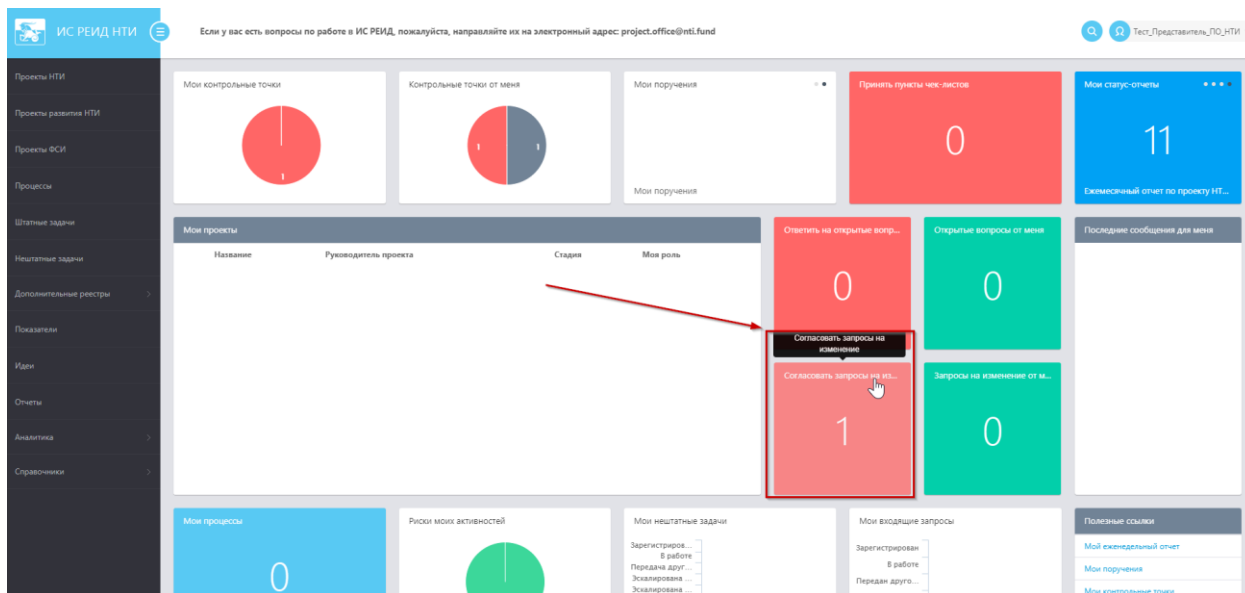 ИС РЕИД НТИ
Если у вас есть вопросы по работе в ИС РЕИД, пожалуйста, направляйте их на электронный адрес: project.office@nti.fund
Тест_Представитель_ПО_НТИ
Проекты НТИ
Проекты развития НТИ
Проекты ФСИ
Процессы
Штатные задачи
Нештатные задачи
Дополнительные реестры
Показатели
Идеи
Отчеты
Аналитика
Справочники
Мои контрольные точки
1
Контрольные точки от меня
1
1
Мои поручения
Мои поручения
Принять пункты чек-листов
0
Мои статус-отчеты
11
Ежемесячный отчет по проекту НТ...
Мои проекты
Название Руководитель проекта Стадия Моя роль
Ответить на открытые вопр...
0
Открытые вопросы от меня
0
Последние сообщения для меня
Согласовать запросы на
изменение
Согласовать запросы на из...
1
Запросы на изменение от м...
0
Мои процессы
0
Риски моих активностей
Мои нештатные задачи
Зарегистриров...
В работе
Передача друг...
Эскалирована ...
Эскалирована ...
Мои входящие запросы
Зарегистрирован
В работе
Передан друго...
Полезные ссылки
Мой еженедельный отчет
Мои поручения
Мои контрольные точки